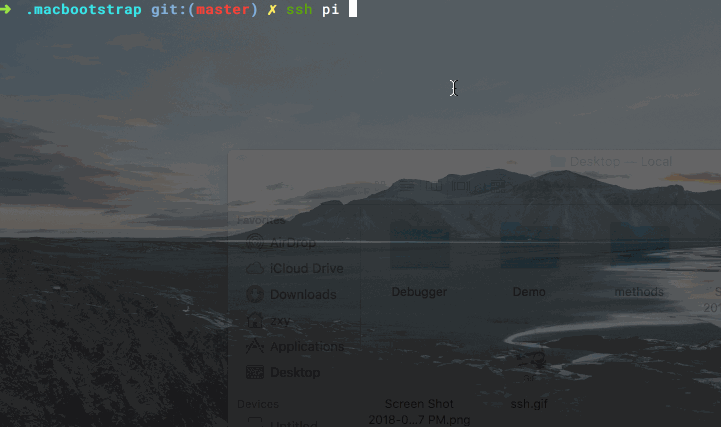 ➜ .macbootstrap git:(master) ✗ ssh pi
Desktop — Local
Favorites
AirDrop
iCloud Drive
Downloads
zxy
Applications
Desktop
Devices
Debugger
Demo
methods
Screen Shot
2018-0...7 PM.png
ssh.gif